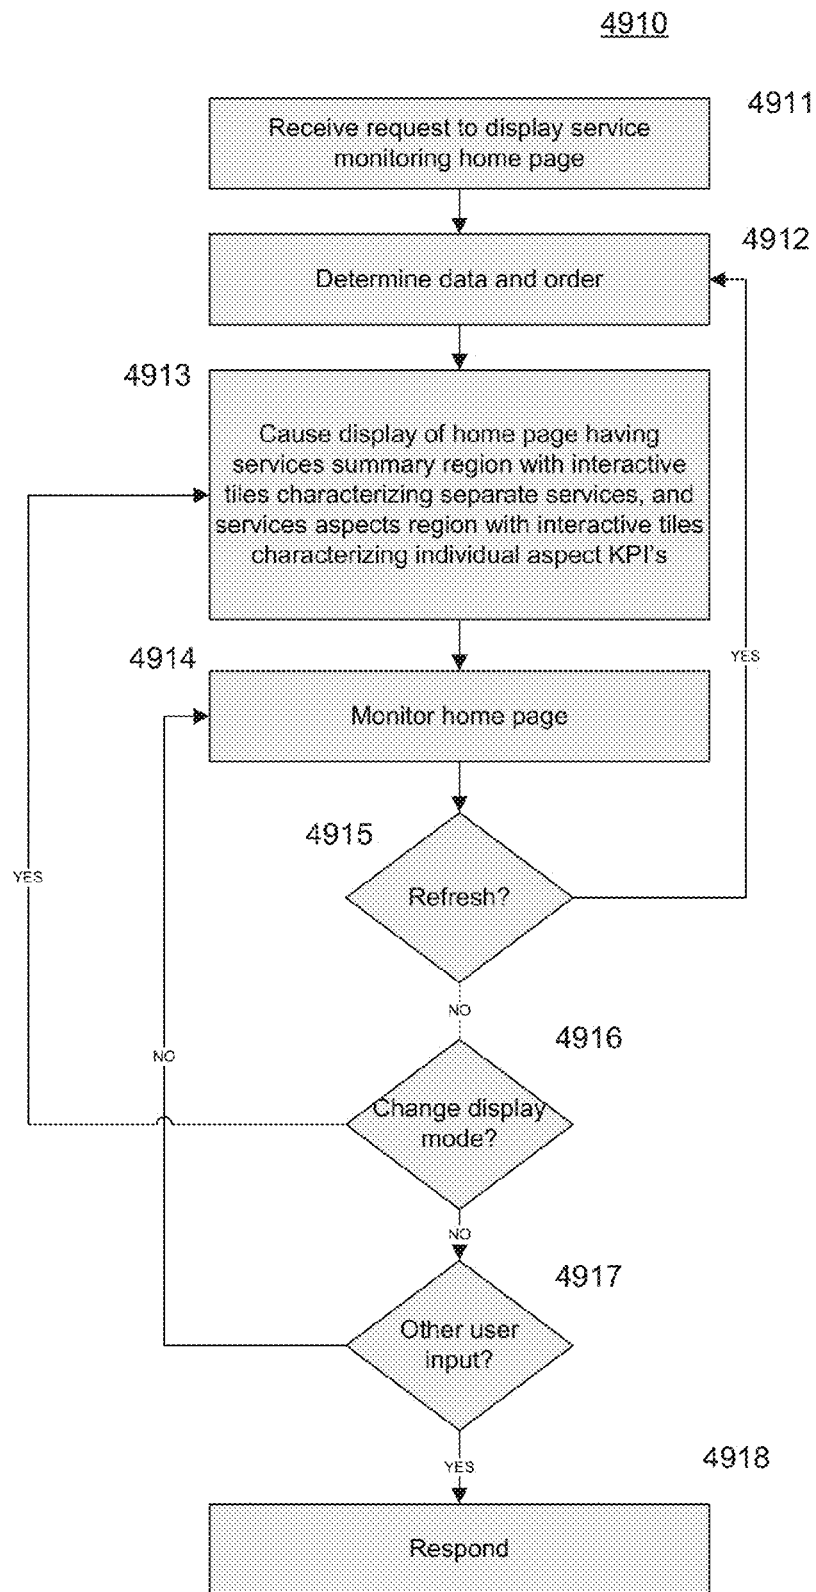 4910
4911
Receive request to display service
monitoring home page
4912
Determine data and order
4913
Cause display of home page having
services summary region with interactive
tiles characterizing separate services, and
services aspects region with interactive tiles
characterizing individual aspect KPI's
4914
Monitor home page
YES
4915
Refresh?
YES
NO
4916
NO
Change display
mode?
NO
4917
Other user
input?
YES
4918
Respond